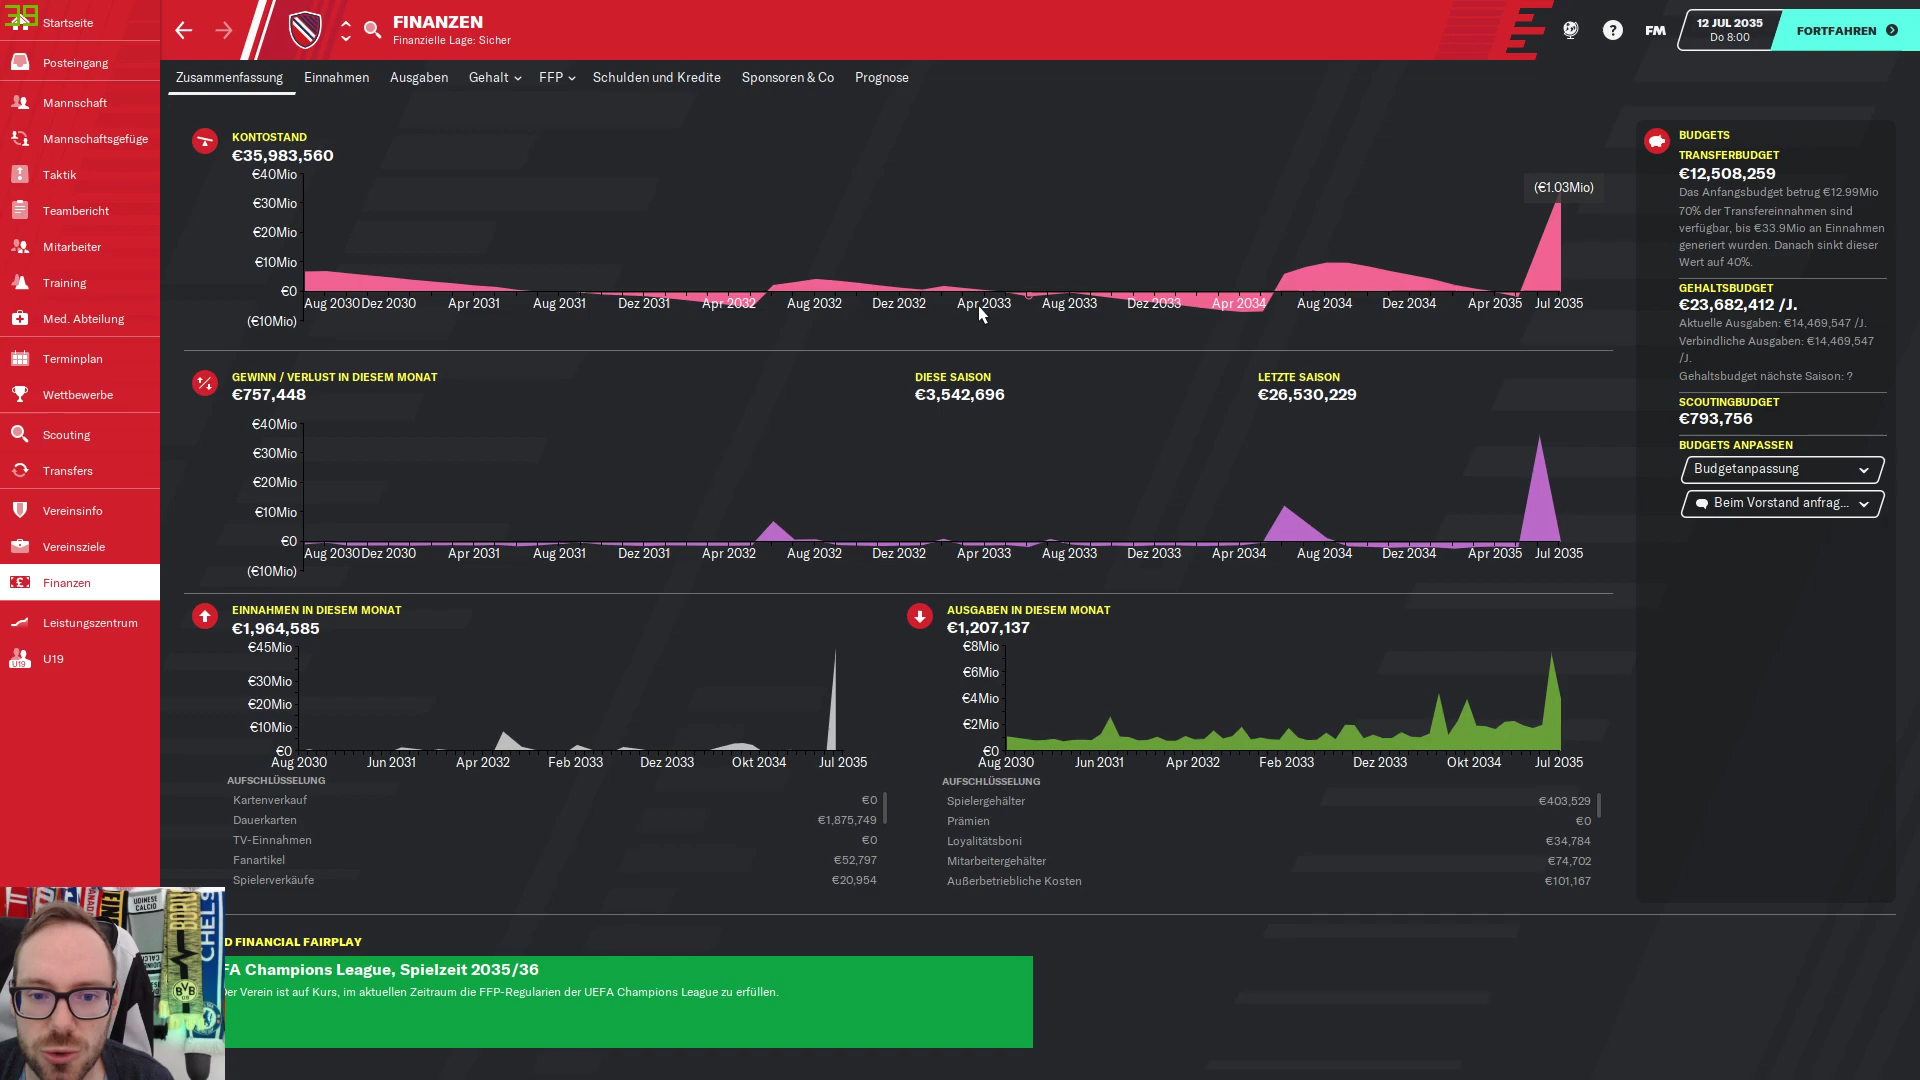 39
Startseite
Posteingang
Mannschaft
Mannschaftsgefüge
Taktik
Teambericht
Mitarbeiter
Training
Med. Abteilung
Terminplan
Wettbewerbe
Scouting
Transfers
Vereinsinfo
Vereinsziele
Finanzen
Leistungszentrum
U19
U19
FINANZEN
Finanzielle Lage: Sicher
?
FM
12 JUL 2035
Do 8:00
FORTFAHREN
Zusammenfassung
Einnahmen
Ausgaben
Gehalt
FFP
Schulden und Kredite
Sponsoren & Co
Prognose
KONTOSTAND
€35,983,560
€40Mio
€30Mio
€20Mio
€10Mio
€0
(€10Mio)
(€1.03Mio)
Aug 2030 Dez 2030 Apr 2031 Aug 2031 Dez 2031 Apr 2032 Aug 2032 Dez 2032 Apr 2033 Aug 2033 Dez 2033 Apr 2034 Aug 2034 Dez 2034 Apr 2035 Jul 2035
GEWINN / VERLUST IN DIESEM MONAT
€757,448
DIESE SAISON
€3,542,696
LETZTE SAISON
€26,530,229
€40Mio
€30Mio
€20Mio
€10Mio
€0
(€10Mio)
Aug 2030 Dez 2030 Apr 2031 Aug 2031 Dez 2031 Apr 2032 Aug 2032 Dez 2032 Apr 2033 Aug 2033 Dez 2033 Apr 2034 Aug 2034 Dez 2034 Apr 2035 Jul 2035
EINNAHMEN IN DIESEM MONAT
€1,964,585
€45Mio
€30Mio
€20Mio
€10Mio
€0
Aug 2030 Jun 2031 Apr 2032 Feb 2033 Dez 2033 Okt 2034 Jul 2035
AUFSCHLÜSSELUNG
Kartenverkauf €0
Dauerkarten €1,875,749
TV-Einnahmen €0
Fanartikel €52,797
Spielerverkäufe €20,954
AUSGABEN IN DIESEM MONAT
€1,207,137
€8Mio
€6Mio
€4Mio
€2Mio
€0
Aug 2030 Jun 2031 Apr 2032 Feb 2033 Dez 2033 Okt 2034 Jul 2035
AUFSCHLÜSSELUNG
Spielergehälter €403,529
Prämien €0
Loyalitätsboni €34,784
Mitarbeitergehälter €74,702
Außerbetriebliche Kosten €101,167
BUDGETS
TRANSFERBUDGET
€12,508,259
Das Anfangsbudget betrug €12.99Mio
70% der Transfereinnahmen sind
verfügbar, bis €33.9Mio an Einnahmen
generiert wurden. Danach sinkt dieser
Wert auf 40%.
GEHALTSBUDGET
€23,682,412 /J.
Aktuelle Ausgaben: €14,469,547 /J.
Verbindliche Ausgaben: €14,469,547
/J.
Gehaltsbudget nächste Saison: ?
SCOUTINGBUDGET
€793,756
BUDGETS ANPASSEN
Budgetanpassung
Beim Vorstand anfrag...
D FINANCIAL FAIRPLAY
FA Champions League, Spielzeit 2035/36
Der Verein ist auf Kurs, im aktuellen Zeitraum die FFP-Regularien der UEFA Champions League zu erfüllen.
UDINESE
CALCIO
BORU
CHELS
BVB
09